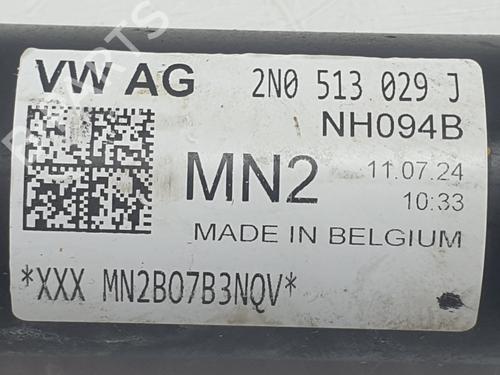 VW AG
2N0 513 029 J
NH094B
MN2
11.07.24
10:33
MADE IN BELGIUM
*XXX MN2B07B3NQV*